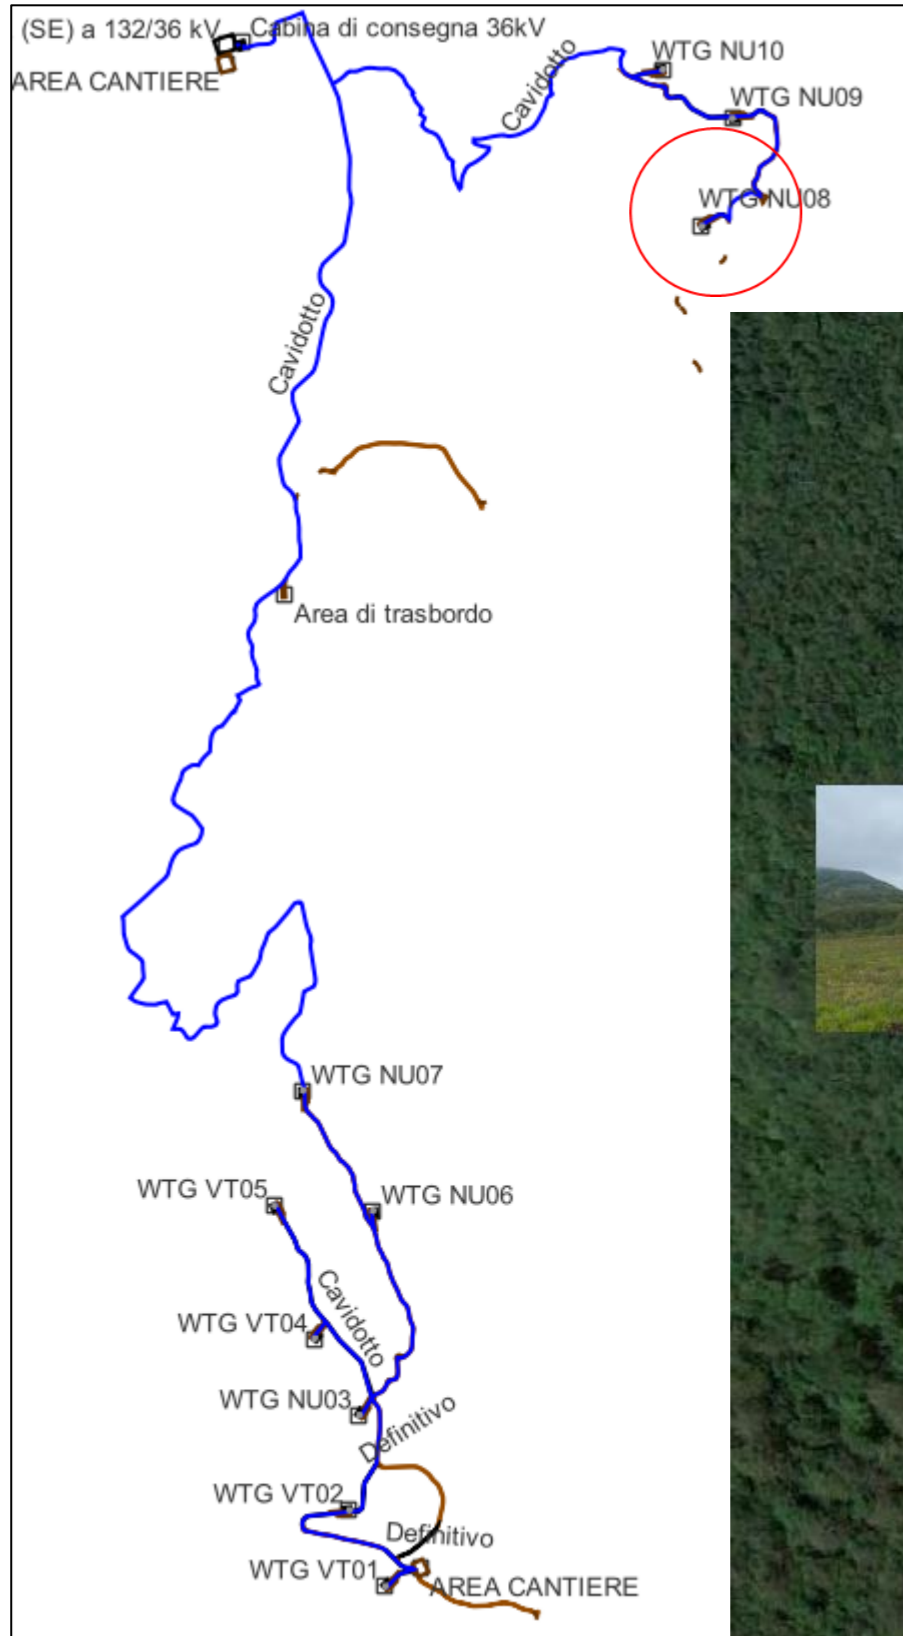 (SE) a 132/36 kV
Cabina di consegna 36kV
AREA CANTIERE
Cavidotto
WTG NU10
WTG NU09
WTG NU08
Cavidotto
Area di trasbordo
WTG NU07
WTG VT05
WTG NU06
Cavidotto
WTG VT04
WTG NU03
Definitivo
WTG VT02
Definitivo
WTG VT01
AREA CANTIERE